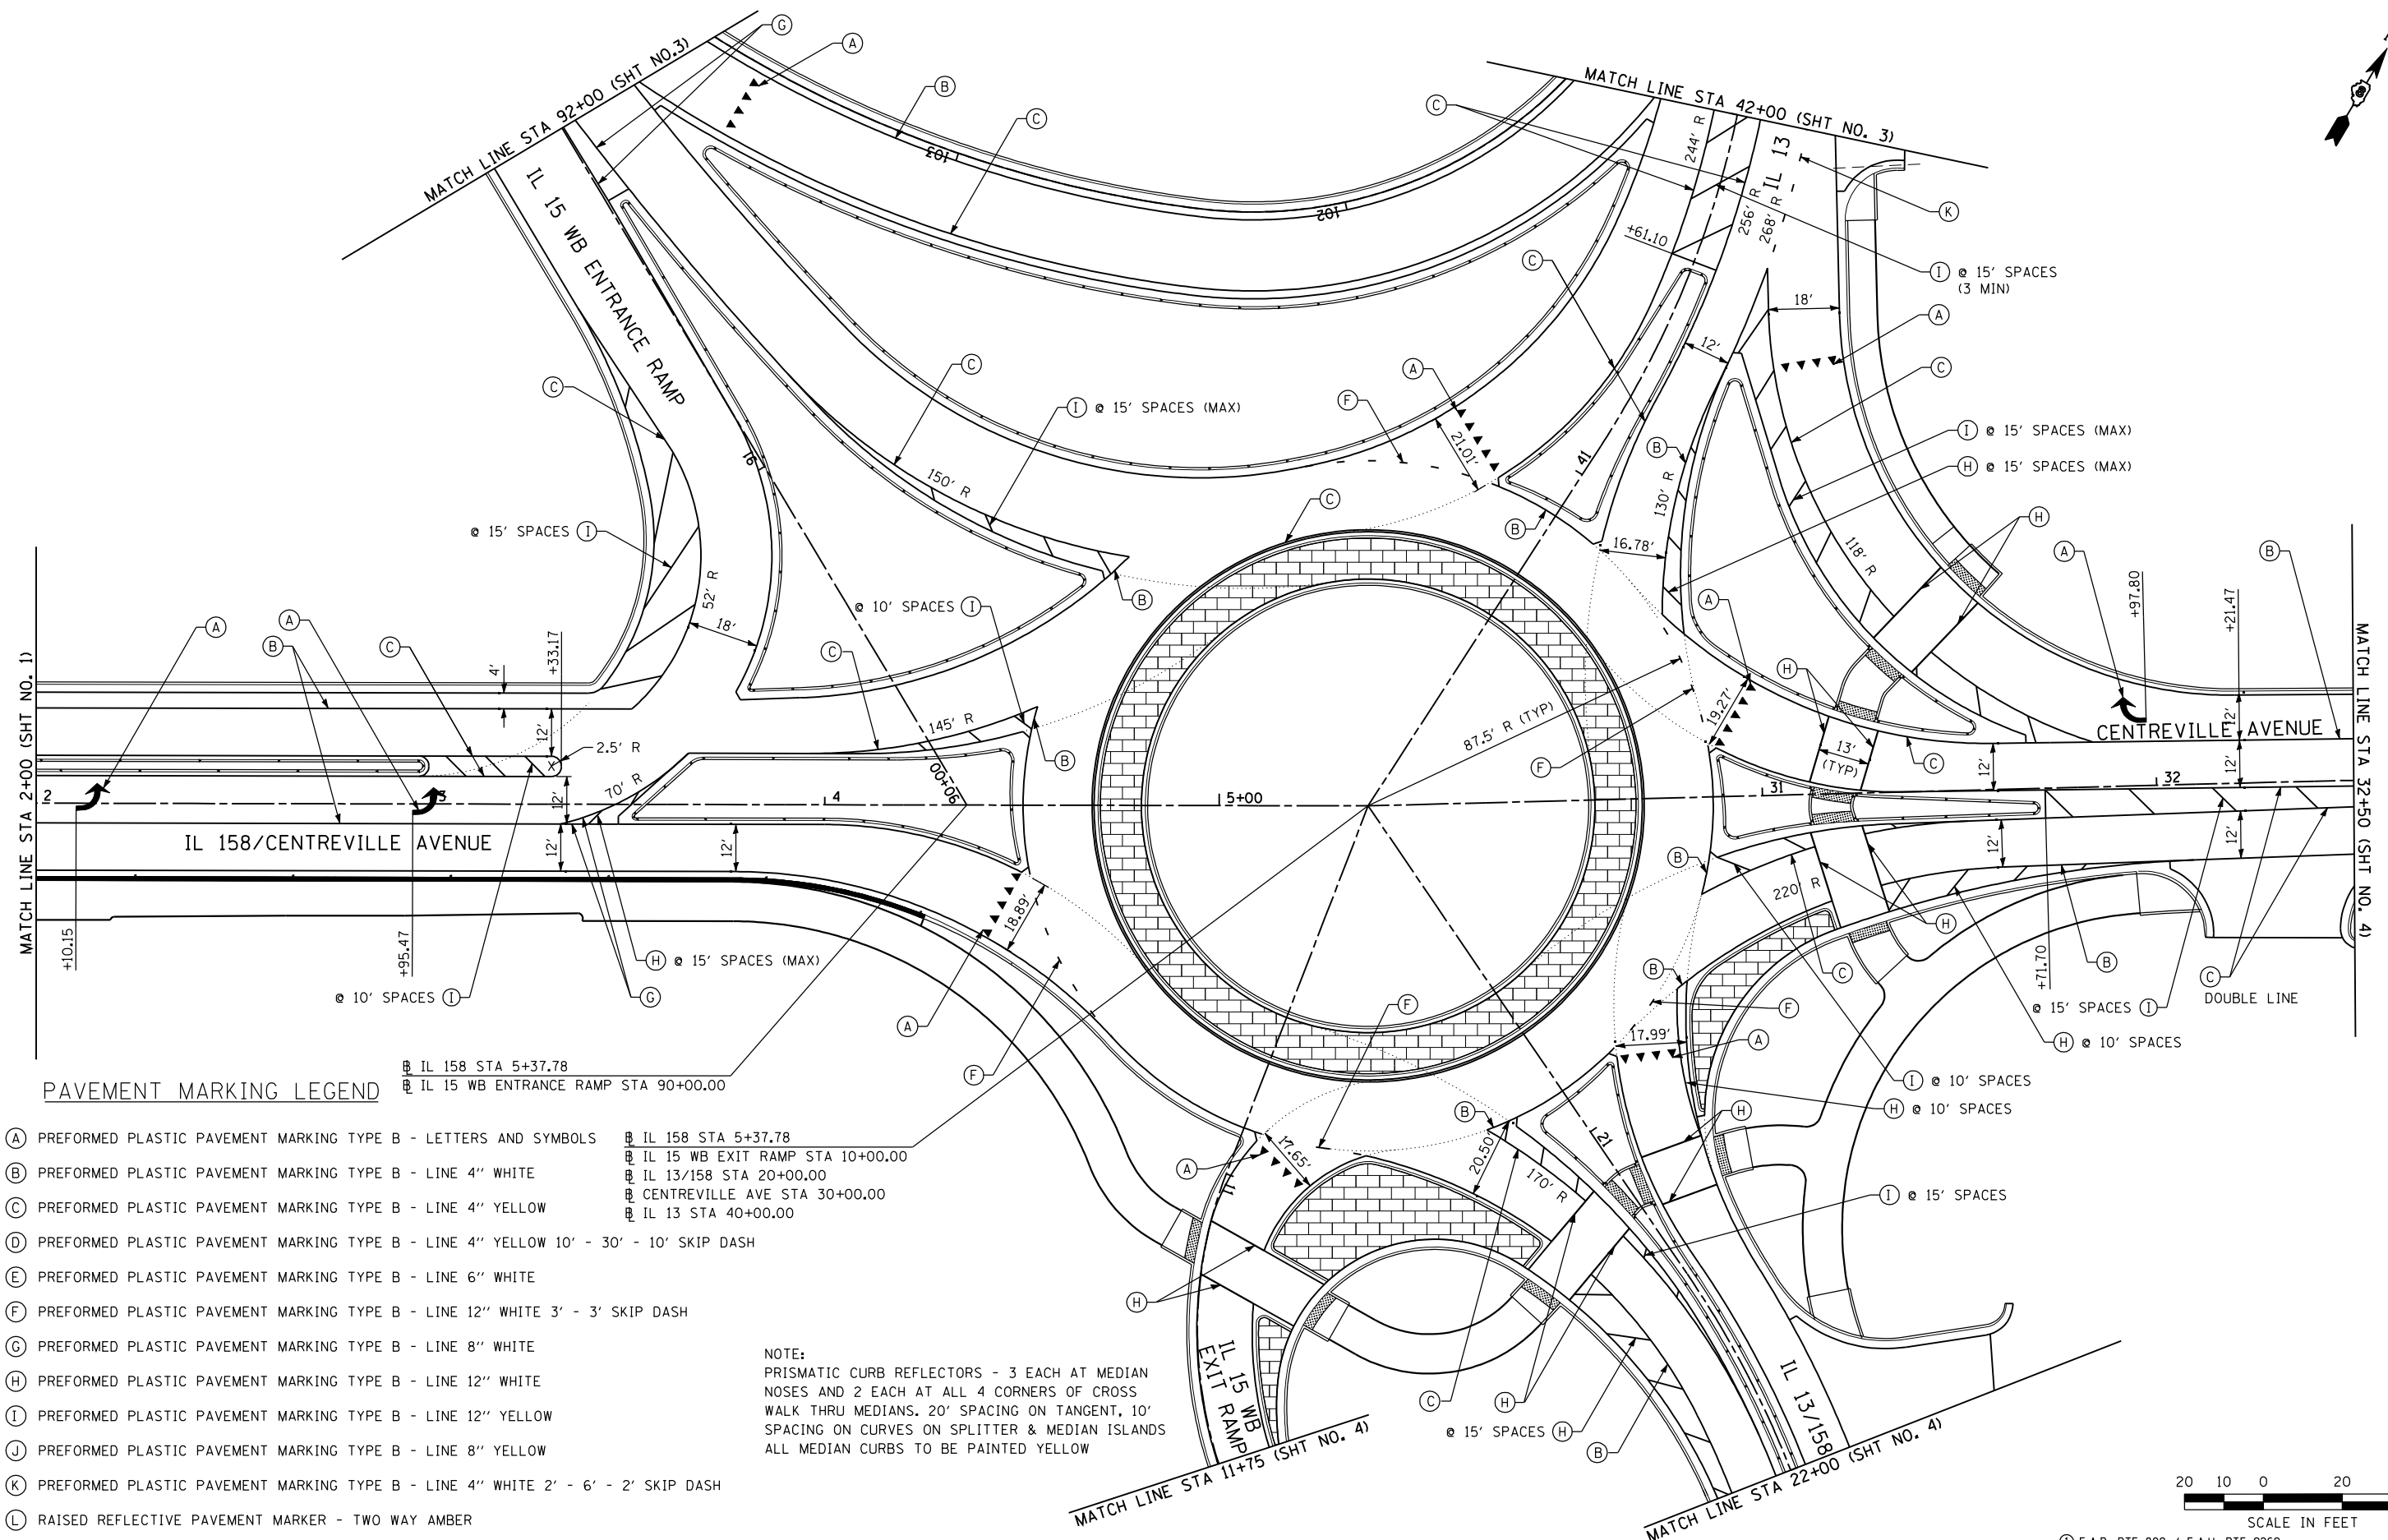 MATCH LINE STA 92+00 (SHT NO.3)
G
A
B
C
103
102
IL 15 WB ENTRANCE RAMP
MATCH LINE STA 42+00 (SHT NO. 3)
C
244' R
IL 13
256' R
268' R
K
+61.10
C
I @ 15' SPACES
(3 MIN)
18'
A
12'
C
C
C
I @ 15' SPACES (MAX)
F
A
21.01'
41
B
130' R
I @ 15' SPACES (MAX)
H @ 15' SPACES (MAX)
91
150' R
C
B
16.78'
118' R
H
A
B
@ 15' SPACES I
52' R
18'
@ 10' SPACES I
B
A
+97.80
+21.47
MATCH LINE STA 2+00 (SHT NO. 1)
A
A
B
C
4'
+33.17
C
H
19.27'
87.5' R (TYP)
12'
2.5' R
145' R
B
F
13'
(TYP)
C
12'
12'
12'
CENTREVILLE AVENUE
MATCH LINE STA 32+50 (SHT NO. 4)
2
3
12'
70' R
4
90+00
5+00
31
32
IL 158/CENTREVILLE AVENUE
12'
12'
B
220' R
12'
12'
+10.15
+95.47
18.89'
H @ 15' SPACES (MAX)
@ 10' SPACES I
G
A
F
F
B
H
C
+71.70
B
C
DOUBLE LINE
@ 15' SPACES I
H @ 10' SPACES
F
17.99'
A
I @ 10' SPACES
H @ 10' SPACES
B
H
℄ IL 158 STA 5+37.78
℄ IL 15 WB ENTRANCE RAMP STA 90+00.00
PAVEMENT MARKING LEGEND
A PREFORMED PLASTIC PAVEMENT MARKING TYPE B - LETTERS AND SYMBOLS
B PREFORMED PLASTIC PAVEMENT MARKING TYPE B - LINE 4'' WHITE
C PREFORMED PLASTIC PAVEMENT MARKING TYPE B - LINE 4'' YELLOW
D PREFORMED PLASTIC PAVEMENT MARKING TYPE B - LINE 4'' YELLOW 10' - 30' - 10' SKIP DASH
E PREFORMED PLASTIC PAVEMENT MARKING TYPE B - LINE 6'' WHITE
F PREFORMED PLASTIC PAVEMENT MARKING TYPE B - LINE 12'' WHITE 3' - 3' SKIP DASH
G PREFORMED PLASTIC PAVEMENT MARKING TYPE B - LINE 8'' WHITE
H PREFORMED PLASTIC PAVEMENT MARKING TYPE B - LINE 12'' WHITE
I PREFORMED PLASTIC PAVEMENT MARKING TYPE B - LINE 12'' YELLOW
J PREFORMED PLASTIC PAVEMENT MARKING TYPE B - LINE 8'' YELLOW
K PREFORMED PLASTIC PAVEMENT MARKING TYPE B - LINE 4'' WHITE 2' - 6' - 2' SKIP DASH
L RAISED REFLECTIVE PAVEMENT MARKER - TWO WAY AMBER
℄ IL 158 STA 5+37.78
℄ IL 15 WB EXIT RAMP STA 10+00.00
℄ IL 13/158 STA 20+00.00
℄ CENTREVILLE AVE STA 30+00.00
℄ IL 13 STA 40+00.00
A
17.65'
11
20.50'
170' R
21
I @ 15' SPACES
H
IL 15 WB
EXIT RAMP
C
H
@ 15' SPACES H
B
IL 13/158
NOTE:
PRISMATIC CURB REFLECTORS - 3 EACH AT MEDIAN
NOSES AND 2 EACH AT ALL 4 CORNERS OF CROSS
WALK THRU MEDIANS. 20' SPACING ON TANGENT, 10'
SPACING ON CURVES ON SPLITTER & MEDIAN ISLANDS
ALL MEDIAN CURBS TO BE PAINTED YELLOW
MATCH LINE STA 11+75 (SHT NO. 4)
MATCH LINE STA 22+00 (SHT NO. 4)
20 10 0 20
SCALE IN FEET